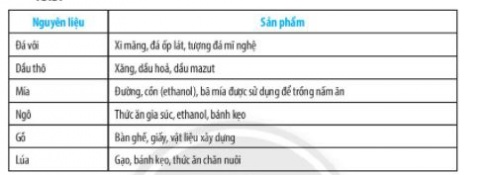 Nguyên liệu Sản phẩm
Đá vôi Xi măng, đá ốp lát, tượng đá mĩ nghệ
Dầu thô Xăng, dầu hoả, dầu mazut
Mía Đường, cồn (ethanol), bã mía được sử dụng để trồng nấm ăn
Ngô Thức ăn gia súc, ethanol, bánh kẹo
Gỗ Bàn ghế, giấy, vật liệu xây dựng
Lúa Gạo, bánh kẹo, thức ăn chăn nuôi